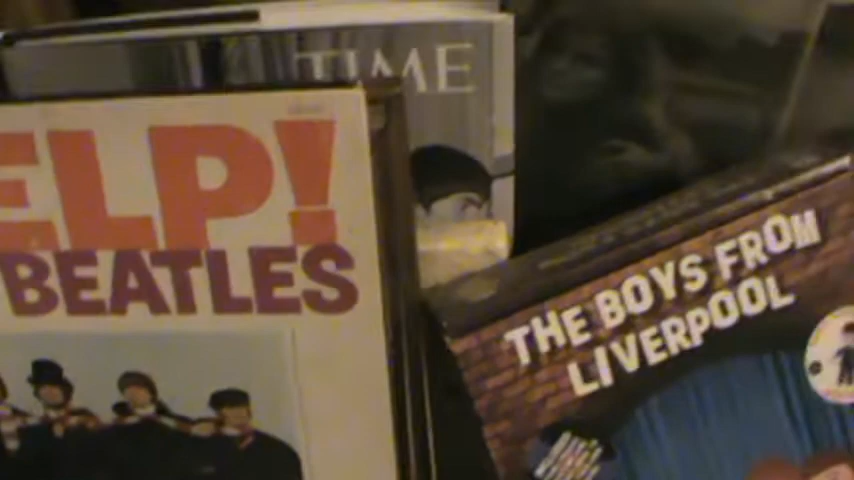 TIME
ELP!
BEATLES
THE BOYS FROM
LIVERPOOL